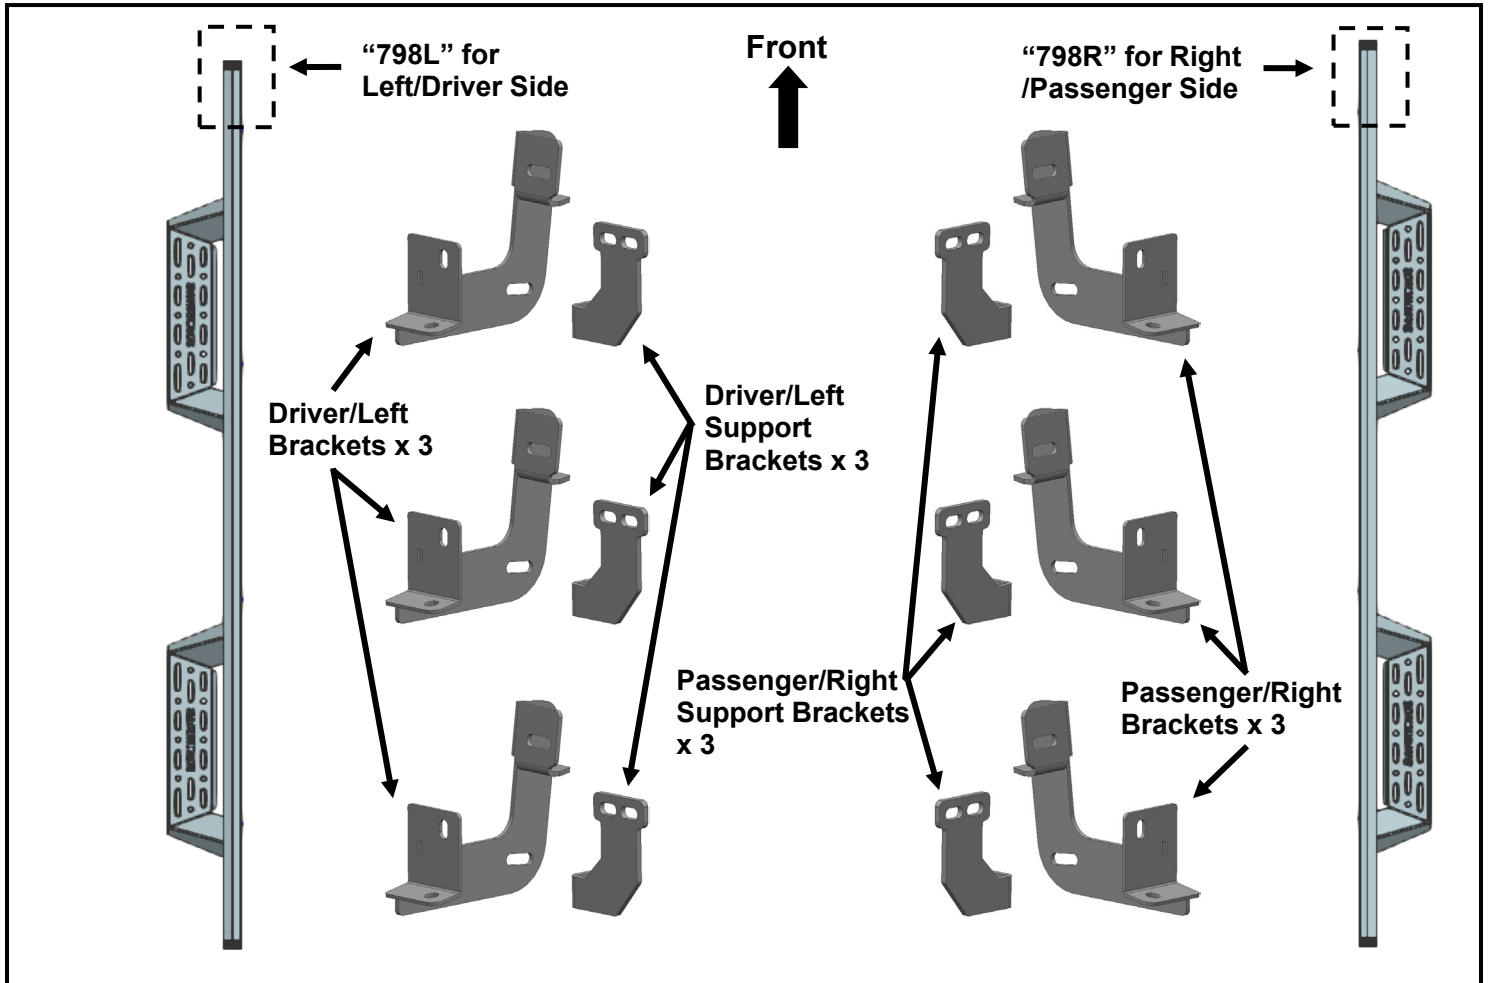 “798L” for
Left/Driver Side
Front
“798R” for Right
/Passenger Side
Driver/Left
Brackets x 3
Driver/Left
Support
Brackets x 3
Passenger/Right
Support Brackets
x 3
Passenger/Right
Brackets x 3